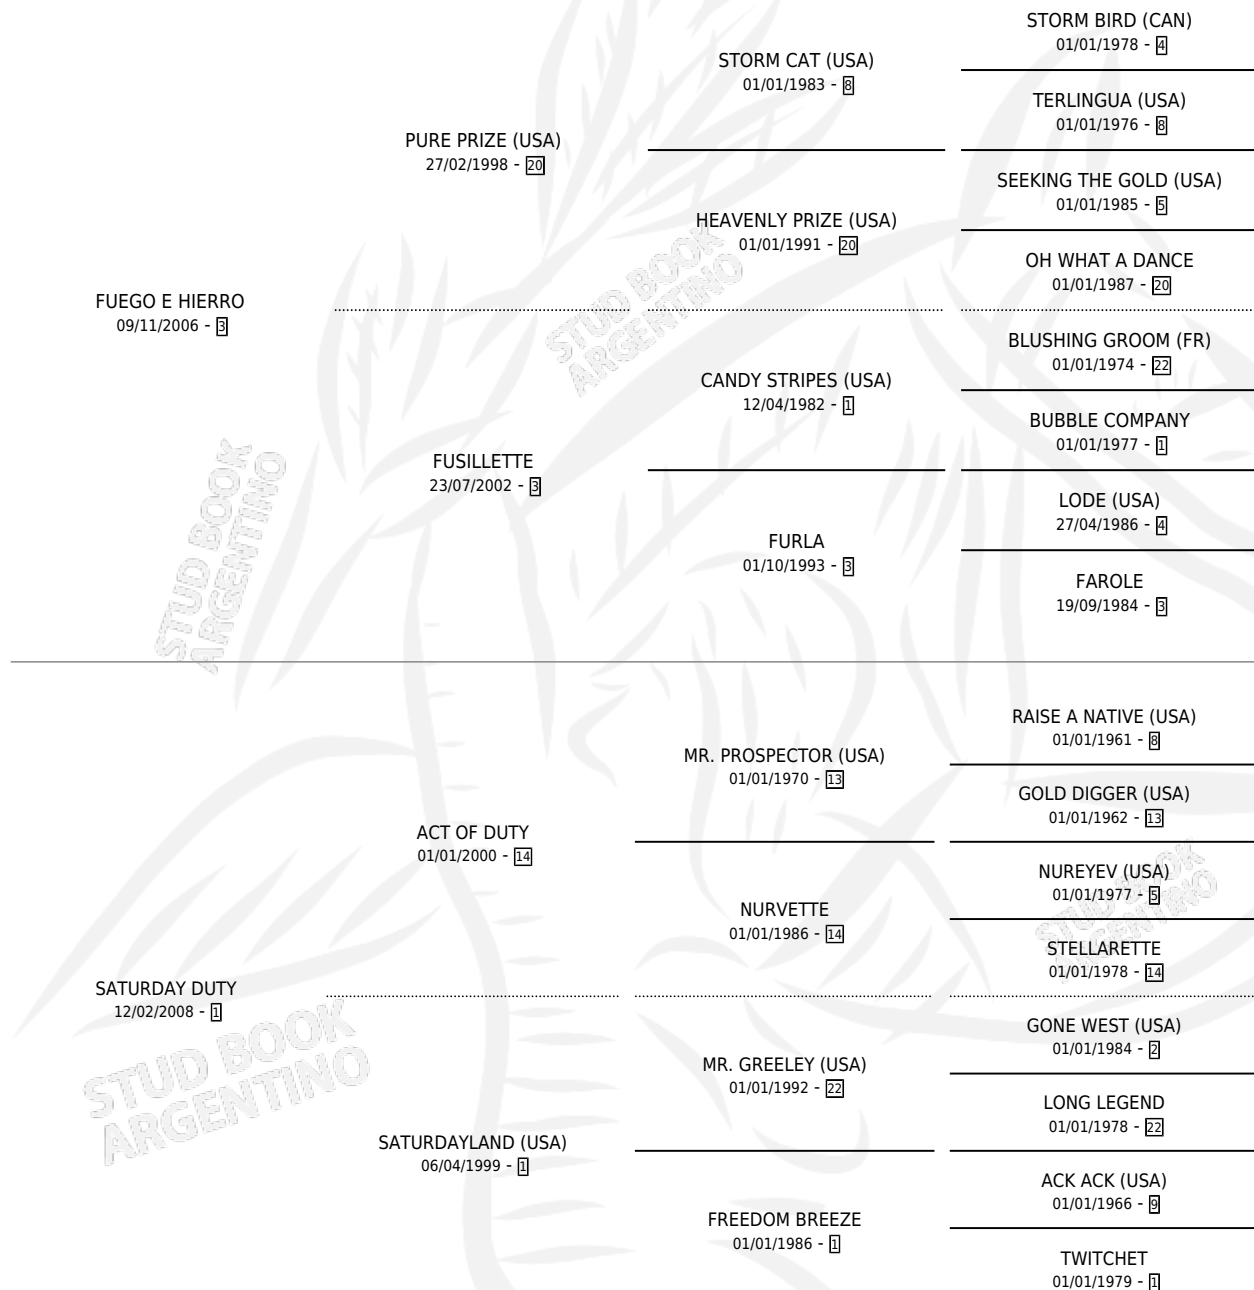 STORM BIRD (CAN)
01/01/1978 - 4
STORM CAT (USA)
01/01/1983 - 8
TERLINGUA (USA)
01/01/1976 - 8
PURE PRIZE (USA)
27/02/1998 - 20
SEEKING THE GOLD (USA)
01/01/1985 - 5
HEAVENLY PRIZE (USA)
01/01/1991 - 20
OH WHAT A DANCE
01/01/1987 - 20
FUEGO E HIERRO
09/11/2006 - 3
BLUSHING GROOM (FR)
01/01/1974 - 22
CANDY STRIPES (USA)
12/04/1982 - 1
BUBBLE COMPANY
01/01/1977 - 1
FUSILLETTE
23/07/2002 - 3
LODE (USA)
27/04/1986 - 4
FURLA
01/10/1993 - 3
FAROLE
19/09/1984 - 3
RAISE A NATIVE (USA)
01/01/1961 - 8
MR. PROSPECTOR (USA)
01/01/1970 - 13
GOLD DIGGER (USA)
01/01/1962 - 13
ACT OF DUTY
01/01/2000 - 14
NUREYEV (USA)
01/01/1977 - 5
NURVETTE
01/01/1986 - 14
STELLARETTE
01/01/1978 - 14
SATURDAY DUTY
12/02/2008 - 1
GONE WEST (USA)
01/01/1984 - 2
MR. GREELEY (USA)
01/01/1992 - 22
LONG LEGEND
01/01/1978 - 22
SATURDAYLAND (USA)
06/04/1999 - 1
ACK ACK (USA)
01/01/1966 - 9
FREEDOM BREEZE
01/01/1986 - 1
TWITCHET
01/01/1979 - 1
STUD BOOK
ARGENTINO
STUD BOOK
ARGENTINO
STUD BOOK
ARGENTINO
STUD BOOK
ARGENTINO